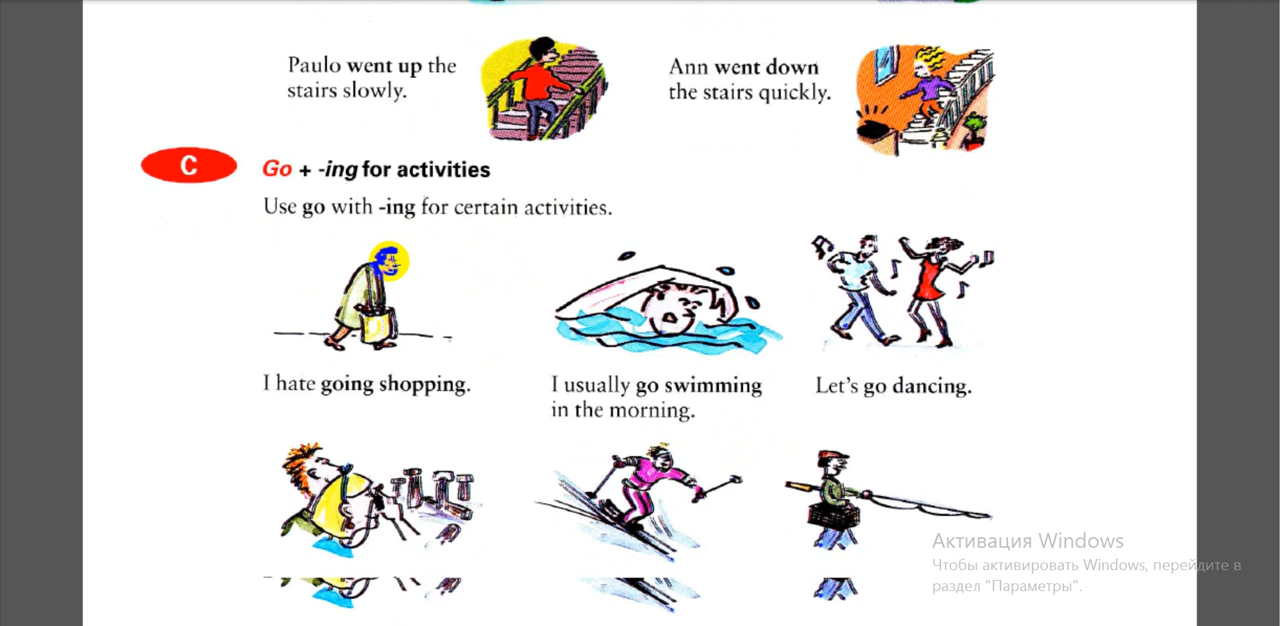 Paulo went up the
stairs slowly.
Ann went down
the stairs quickly.
C
Go + -ing for activities
Use go with -ing for certain activities.
I hate going shopping.
I usually go swimming
in the morning.
Let's go dancing.
Активация Windows
Чтобы активировать Windows, перейдите в
раздел "Параметры".